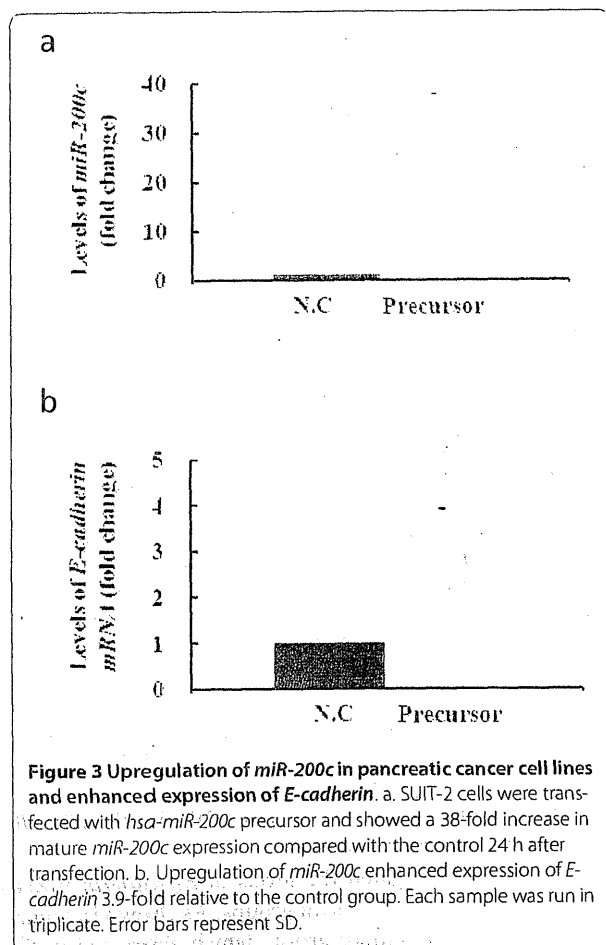 a
Levels of miR-200c
(fold change)
40
30
20
10
0
N.C Precursor
b
Levels of E-cadherin
mRNA (fold change)
5
4
3
2
1
0
N.C Precursor
Figure 3 Upregulation of miR-200c in pancreatic cancer cell lines
and enhanced expression of E-cadherin. a. SUIT-2 cells were trans-
fected with hsa-miR-200c precursor and showed a 38-fold increase in
mature miR-200c expression compared with the control 24 h after
transfection. b. Upregulation of miR-200c enhanced expression of E-
cadherin 3.9-fold relative to the control group. Each sample was run in
triplicate. Error bars represent SD.